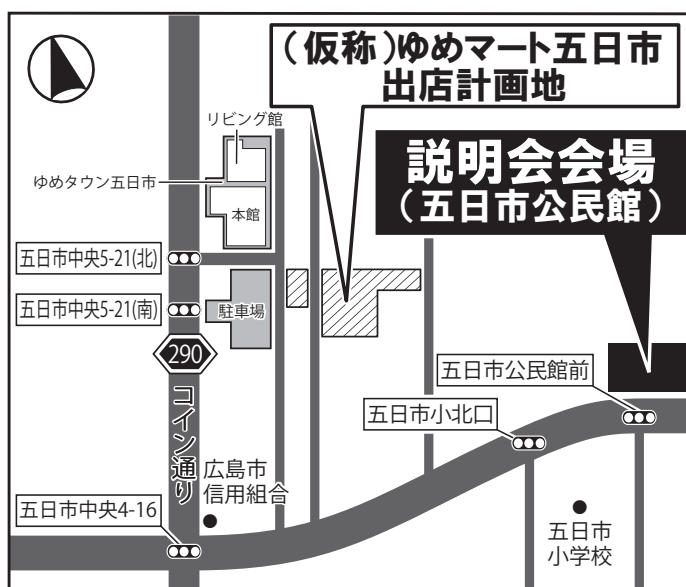 （仮称）ゆめマート五日市
出店計画地
リビング館
説明会会場
（五日市公民館）
ゆめタウン五日市
本館
五日市中央5-21(北)
五日市中央5-21(南)
駐車場
290
コイン通り
五日市公民館前
五日市小北口
広島市
信用組合
五日市中央4-16
五日市
小学校